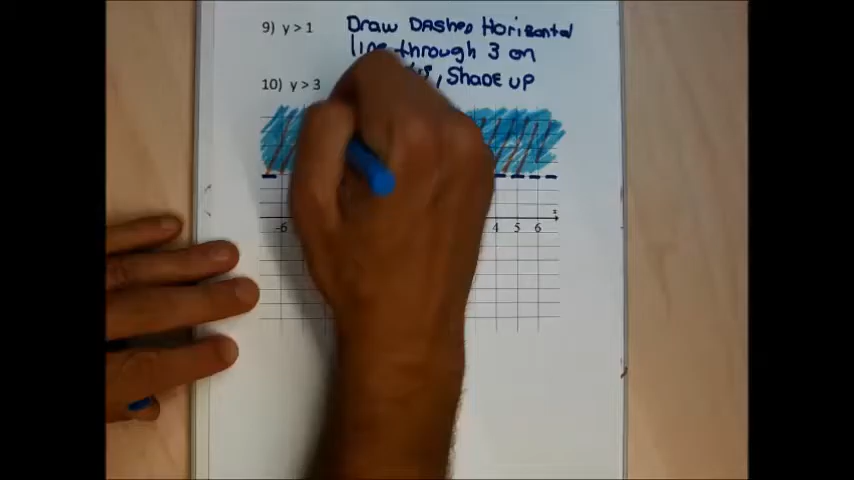 9) y > 1 Draw DAshed Horizontal
line through 3 on
10) y > 3 , ShaDE up
-6 4 5 6